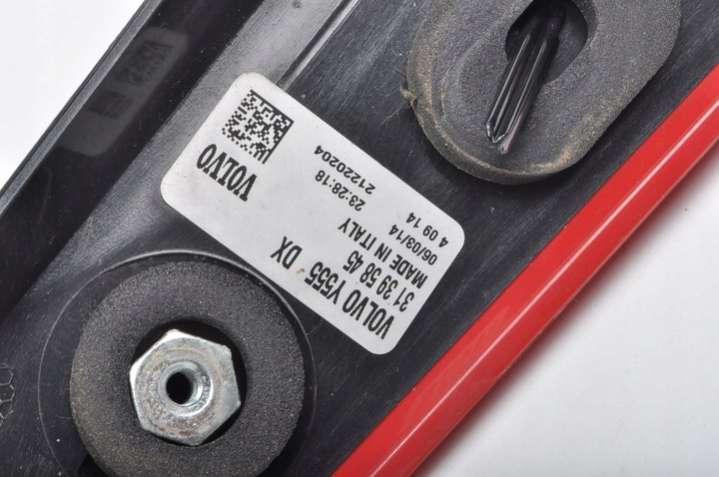 VOLVO
VOLVO Y555 DX
31 39 58 45
MADE IN ITALY
06/03/14
4 09 14
23:28:18
21220204